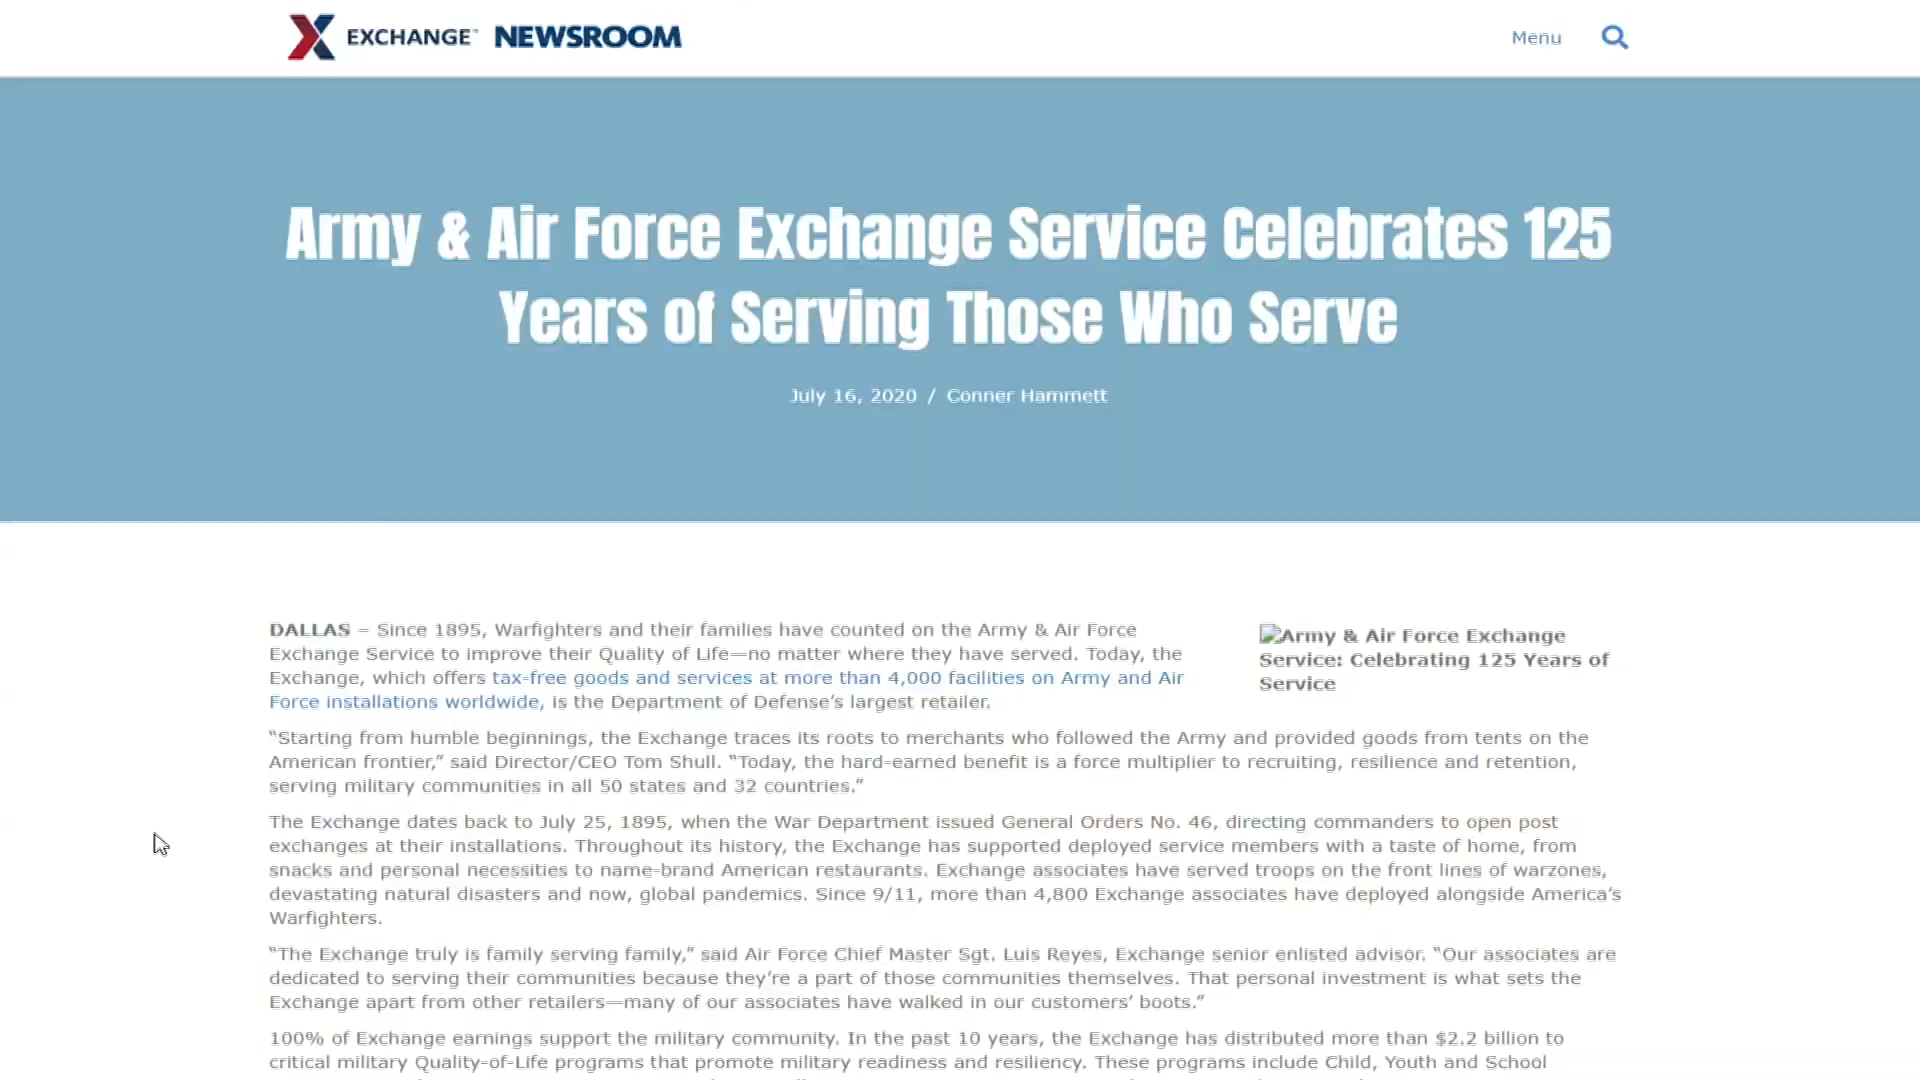 EXCHANGE NEWSROOM
Menu
Army & Air Force Exchange Service Celebrates 125
Years of Serving Those Who Serve
July 16, 2020 / Conner Hammett
DALLAS – Since 1895, Warfighters and their families have counted on the Army & Air Force
Exchange Service to improve their Quality of Life—no matter where they have served. Today, the
Exchange, which offers tax-free goods and services at more than 4,000 facilities on Army and Air
Force installations worldwide, is the Department of Defense’s largest retailer.
Army & Air Force Exchange
Service: Celebrating 125 Years of
Service
“Starting from humble beginnings, the Exchange traces its roots to merchants who followed the Army and provided goods from tents on the
American frontier,” said Director/CEO Tom Shull. “Today, the hard-earned benefit is a force multiplier to recruiting, resilience and retention,
serving military communities in all 50 states and 32 countries.”
The Exchange dates back to July 25, 1895, when the War Department issued General Orders No. 46, directing commanders to open post
exchanges at their installations. Throughout its history, the Exchange has supported deployed service members with a taste of home, from
snacks and personal necessities to name-brand American restaurants. Exchange associates have served troops on the front lines of warzones,
devastating natural disasters and now, global pandemics. Since 9/11, more than 4,800 Exchange associates have deployed alongside America’s
Warfighters.
“The Exchange truly is family serving family,” said Air Force Chief Master Sgt. Luis Reyes, Exchange senior enlisted advisor. “Our associates are
dedicated to serving their communities because they’re a part of those communities themselves. That personal investment is what sets the
Exchange apart from other retailers—many of our associates have walked in our customers’ boots.”
100% of Exchange earnings support the military community. In the past 10 years, the Exchange has distributed more than $2.2 billion to
critical military Quality-of-Life programs that promote military readiness and resiliency. These programs include Child, Youth and School